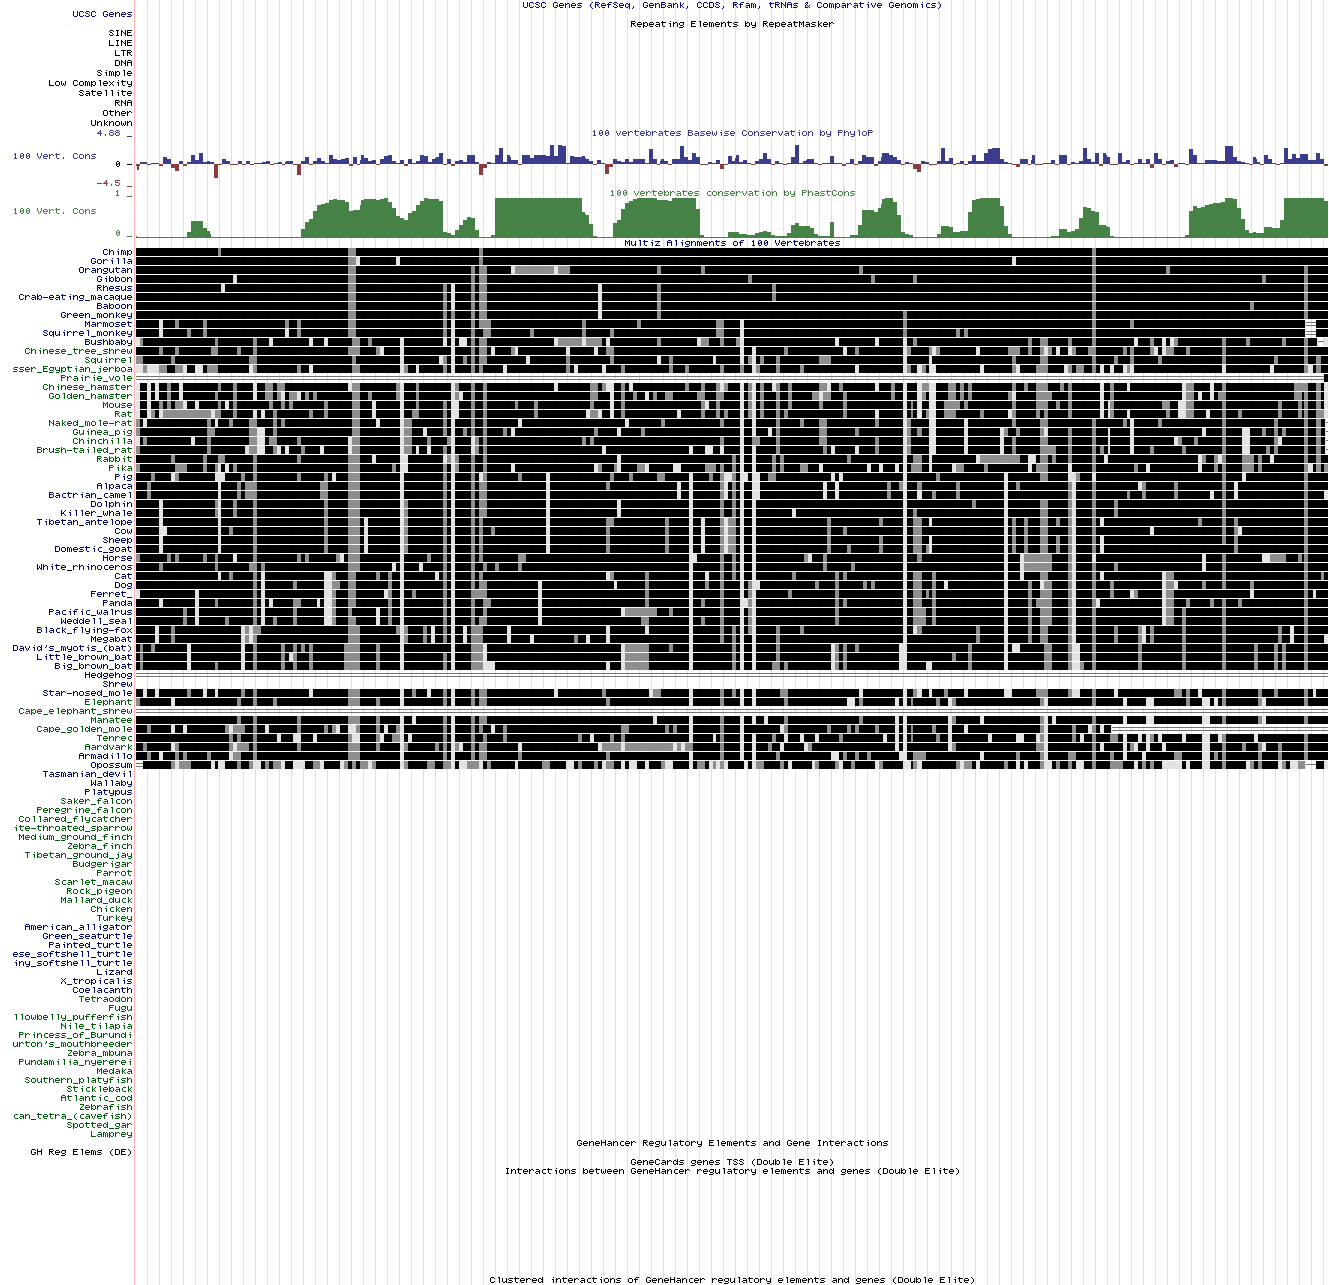 UCSC Genes (RefSeq, GenBank, CCDS, Rfam, tRNAs & Comparative Genomics)
UCSC Genes
Repeating Elements by RepeatMasker
SINE
LINE
LTR
DNA
Simple
Low Complexity
Satellite
RNA
Other
Unknown
4.88 _
100 vertebrates Basewise Conservation by PhyloP
100 Vert. Cons
0 _
-4.5 _
1 _
100 vertebrates conservation by PhastCons
100 Vert. Cons
0 _
Multiz Alignments of 100 Vertebrates
Chimp
Gorilla
Orangutan
Gibbon
Rhesus
Crab-eating_macaque
Baboon
Green_monkey
Marmoset
Squirrel_monkey
Bushbaby
Chinese_tree_shrew
Squirrel
sser_Egyptian_jerboa
Prairie_vole
Chinese_hamster
Golden_hamster
Mouse
Rat
Naked_mole-rat
Guinea_pig
Chinchilla
Brush-tailed_rat
Rabbit
Pika
Pig
Alpaca
Bactrian_camel
Dolphin
Killer_whale
Tibetan_antelope
Cow
Sheep
Domestic_goat
Horse
White_rhinoceros
Cat
Dog
Ferret_
Panda
Pacific_walrus
Weddell_seal
Black_flying-fox
Megabat
David's_myotis_(bat)
Little_brown_bat
Big_brown_bat
Hedgehog
Shrew
Star-nosed_mole
Elephant
Cape_elephant_shrew
Manatee
Cape_golden_mole
Tenrec
Aardvark
Armadillo
Opossum
Tasmanian_devil
Wallaby
Platypus
Saker_falcon
Peregrine_falcon
Collared_flycatcher
ite-throated_sparrow
Medium_ground_finch
Zebra_finch
Tibetan_ground_jay
Budgerigar
Parrot
Scarlet_macaw
Rock_pigeon
Mallard_duck
Chicken
Turkey
American_alligator
Green_seaturtle
Painted_turtle
ese_softshell_turtle
iny_softshell_turtle
Lizard
X_tropicalis
Coelacanth
Tetraodon
Fugu
llowbelly_pufferfish
Nile_tilapia
Princess_of_Burundi
urton's_mouthbreeder
Zebra_mbuna
Pundamilia_nyererei
Medaka
Southern_platyfish
Stickleback
Atlantic_cod
Zebrafish
can_tetra_(cavefish)
Spotted_gar
Lamprey
GeneHancer Regulatory Elements and Gene Interactions
GH Reg Elems (DE)
GeneCards genes TSS (Double Elite)
Interactions between GeneHancer regulatory elements and genes (Double Elite)
Clustered interactions of GeneHancer regulatory elements and genes (Double Elite)